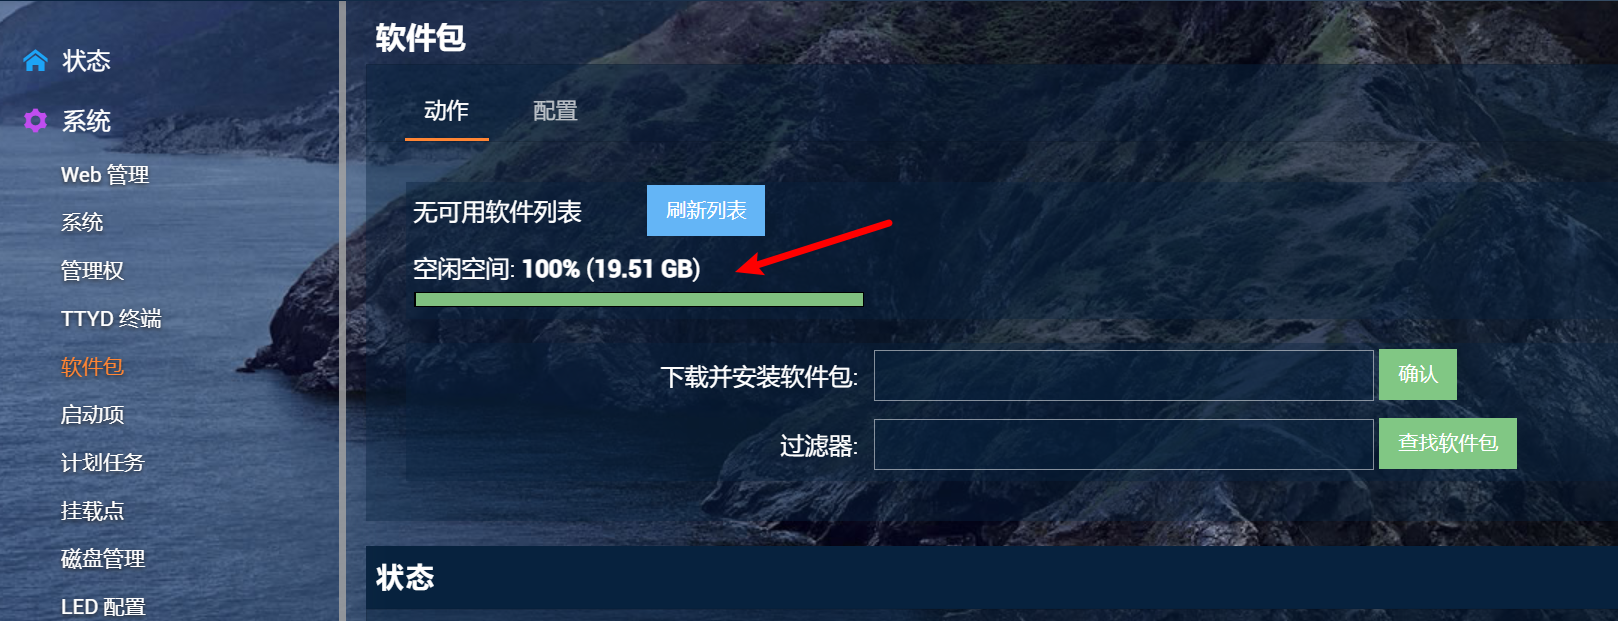 状态
系统
Web 管理
系统
管理权
TTYD 终端
软件包
启动项
计划任务
挂载点
磁盘管理
LED 配置
软件包
动作
配置
无可用软件列表
刷新列表
空闲空间: 100% (19.51 GB)
下载并安装软件包:
确认
过滤器:
查找软件包
状态